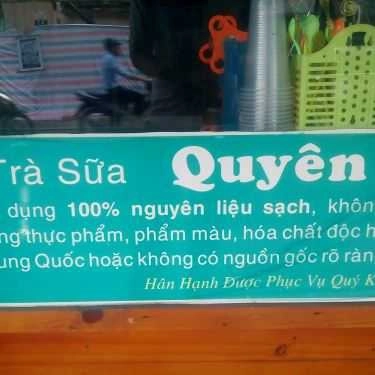 Trà Sữa Quyên
dụng 100% nguyên liệu sạch, khôn
ng thực phẩm, phẩm màu, hóa chất độc h
ung Quốc hoặc không có nguồn gốc rõ ràn
Hân Hạnh Được Phục Vụ Quý K